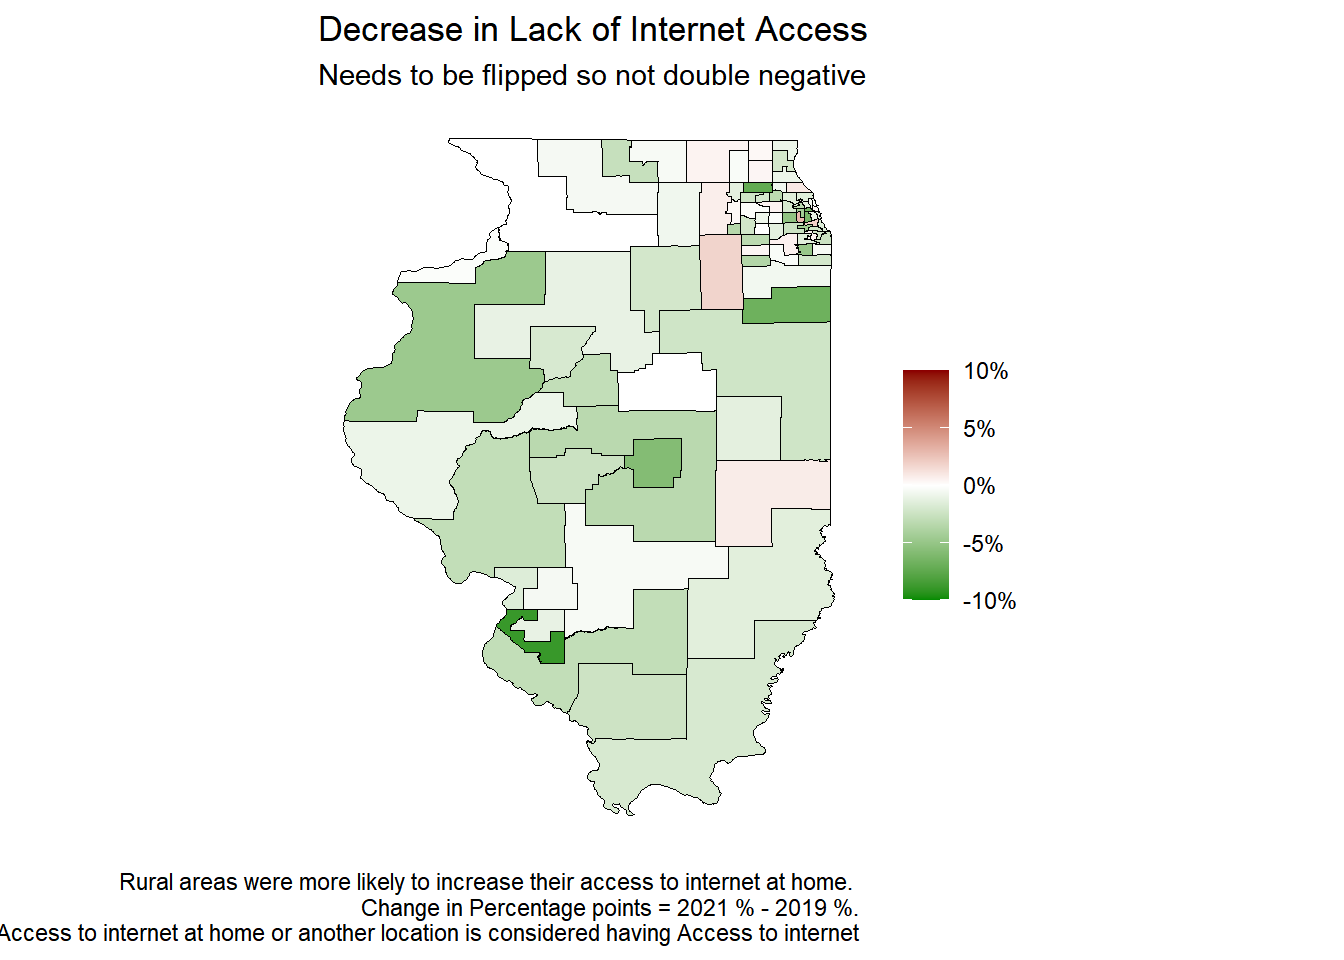 Decrease in Lack of Internet Access
Needs to be flipped so not double negative
10%
5%
0%
-5%
-10%
Rural areas were more likely to increase their access to internet at home.
Change in Percentage points = 2021 % - 2019 %.
Access to internet at home or another location is considered having Access to internet